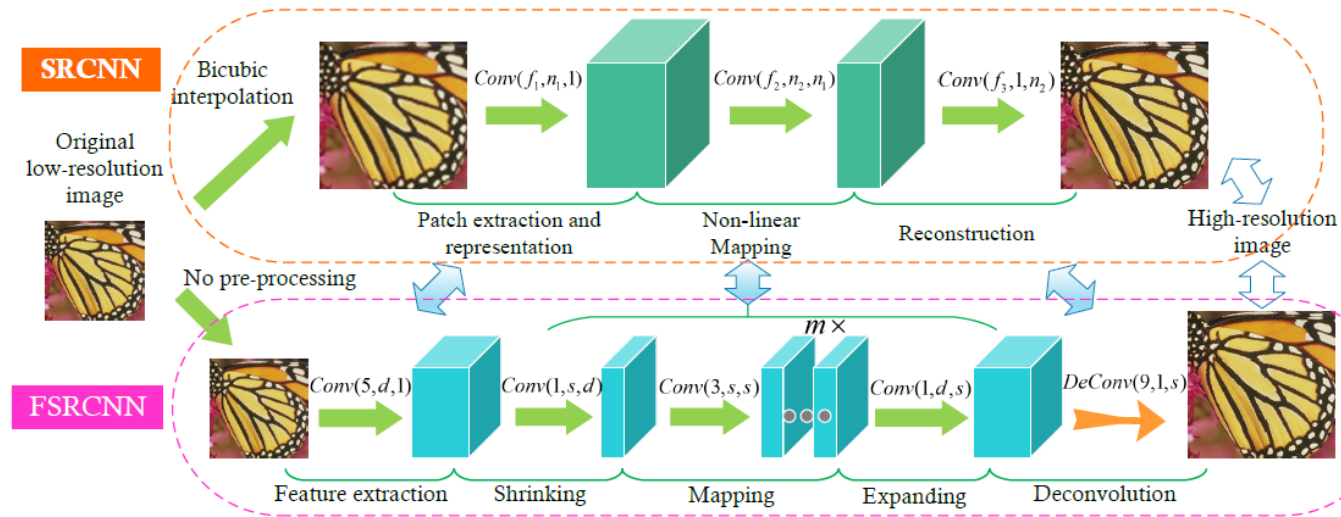 SRCNN
Bicubic
interpolation
Original
low-resolution
image
Conv(f₁,n₁,1)
Conv(f₂,n₂,n₁)
Conv(f₃,1,n₂)
Patch extraction and
representation
Non-linear
Mapping
Reconstruction
High-resolution
image
No pre-processing
FSRCNN
Conv(5,d,1)
Conv(1,s,d)
Conv(3,s,s)
m×
Conv(1,d,s)
DeConv(9,1,s)
Feature extraction
Shrinking
Mapping
Expanding
Deconvolution